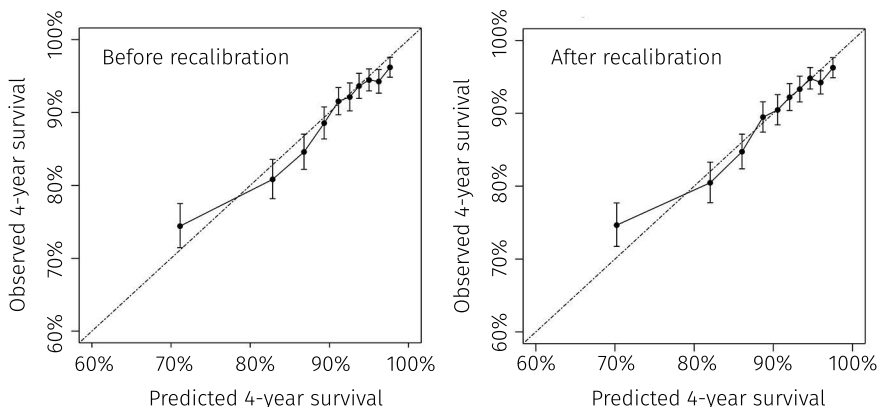 Before recalibration
Observed 4-year survival
100%
90%
80%
70%
60%
60% 70% 80% 90% 100%
Predicted 4-year survival
After recalibration
Observed 4-year survival
100%
90%
80%
70%
60%
60% 70% 80% 90% 100%
Predicted 4-year survival